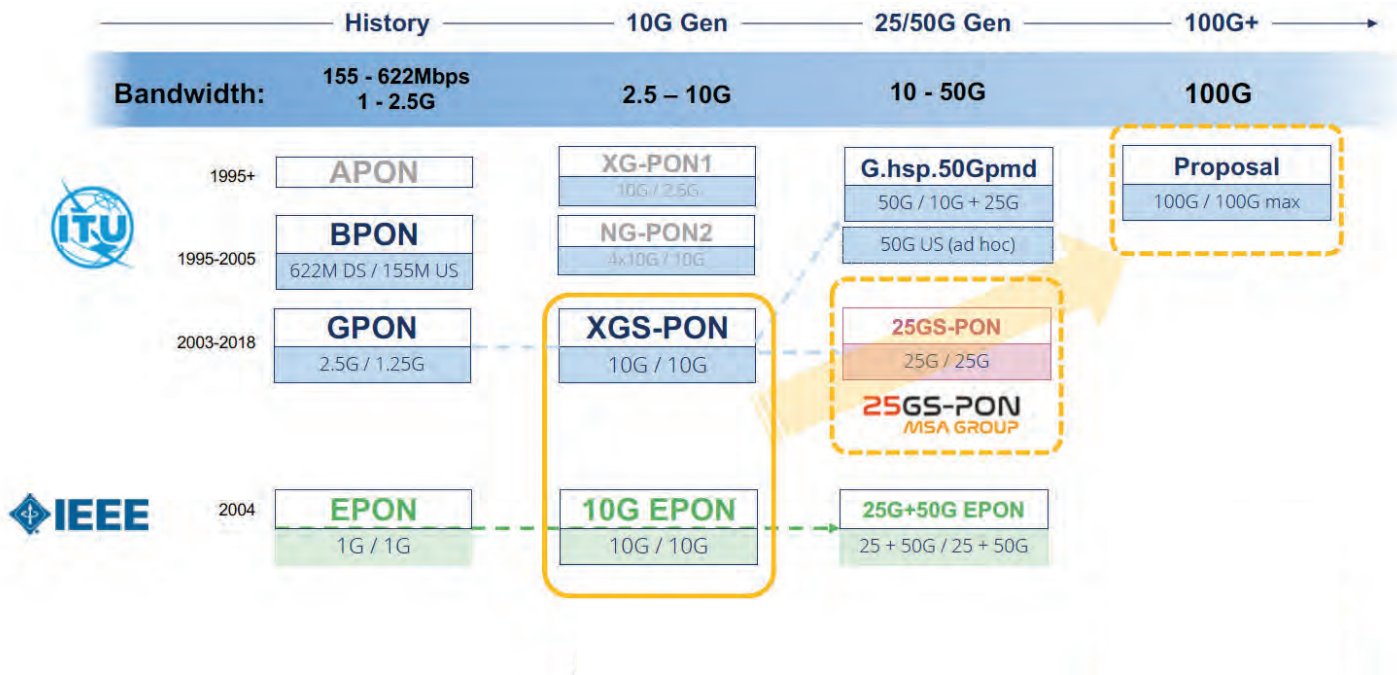 History
10G Gen
25/50G Gen
100G+
Bandwidth:
155 - 622Mbps
1 - 2.5G
2.5 – 10G
10 - 50G
100G
ITU
1995+
APON
XG-PON1
10G / 2.5G
G.hsp.50Gpmd
50G / 10G + 25G
Proposal
100G / 100G max
1995-2005
BPON
622M DS / 155M US
NG-PON2
4x10G / 10G
50G US (ad hoc)
2003-2018
GPON
2.5G / 1.25G
XGS-PON
10G / 10G
25GS-PON
25G / 25G
25GS-PON
MSA GROUP
IEEE
2004
EPON
1G / 1G
10G EPON
10G / 10G
25G+50G EPON
25 + 50G / 25 + 50G